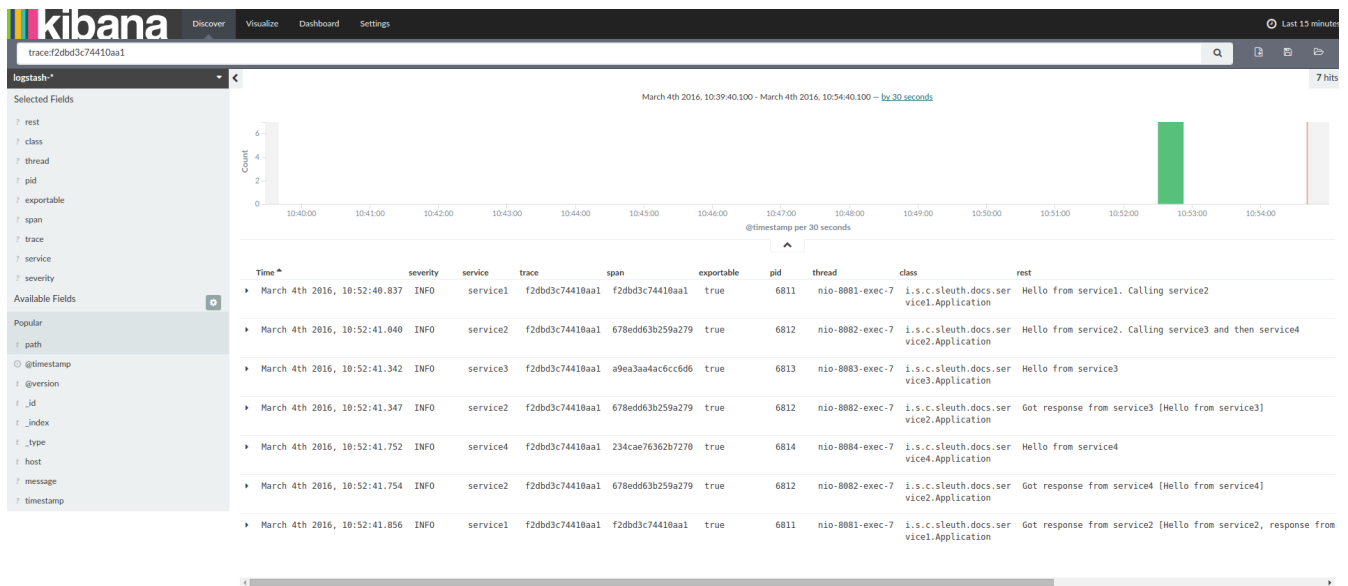 kibana Discover Visualize Dashboard Settings Last 15 minutes
trace:f2dbd3c74410aa1
logstash-*
7 hits
Selected Fields
? rest
? class
? thread
? pid
? exportable
? span
? trace
? service
? severity
Available Fields
Popular
t path
@timestamp
t @version
t _id
t _index
t _type
t host
? message
? timestamp
March 4th 2016, 10:39:40.100 - March 4th 2016, 10:54:40.100 — by 30 seconds
Count
6
4
2
0
10:40:00 10:41:00 10:42:00 10:43:00 10:44:00 10:45:00 10:46:00 10:47:00 10:48:00 10:49:00 10:50:00 10:51:00 10:52:00 10:53:00 10:54:00
@timestamp per 30 seconds
Time severity service trace span exportable pid thread class rest
March 4th 2016, 10:52:40.837 INFO service1 f2dbd3c74410aa1 f2dbd3c74410aa1 true 6811 nio-8081-exec-7 i.s.c.sleuth.docs.ser Hello from service1. Calling service2
vice1.Application
March 4th 2016, 10:52:41.040 INFO service2 f2dbd3c74410aa1 678edd63b259a279 true 6812 nio-8082-exec-7 i.s.c.sleuth.docs.ser Hello from service2. Calling service3 and then service4
vice2.Application
March 4th 2016, 10:52:41.342 INFO service3 f2dbd3c74410aa1 a9ea3aa4ac6cc6d6 true 6813 nio-8083-exec-7 i.s.c.sleuth.docs.ser Hello from service3
vice3.Application
March 4th 2016, 10:52:41.347 INFO service2 f2dbd3c74410aa1 678edd63b259a279 true 6812 nio-8082-exec-7 i.s.c.sleuth.docs.ser Got response from service3 [Hello from service3]
vice2.Application
March 4th 2016, 10:52:41.752 INFO service4 f2dbd3c74410aa1 234cae76362b7270 true 6814 nio-8084-exec-7 i.s.c.sleuth.docs.ser Hello from service4
vice4.Application
March 4th 2016, 10:52:41.754 INFO service2 f2dbd3c74410aa1 678edd63b259a279 true 6812 nio-8082-exec-7 i.s.c.sleuth.docs.ser Got response from service4 [Hello from service4]
vice2.Application
March 4th 2016, 10:52:41.856 INFO service1 f2dbd3c74410aa1 f2dbd3c74410aa1 true 6811 nio-8081-exec-7 i.s.c.sleuth.docs.ser Got response from service2 [Hello from service2, response from
vice1.Application